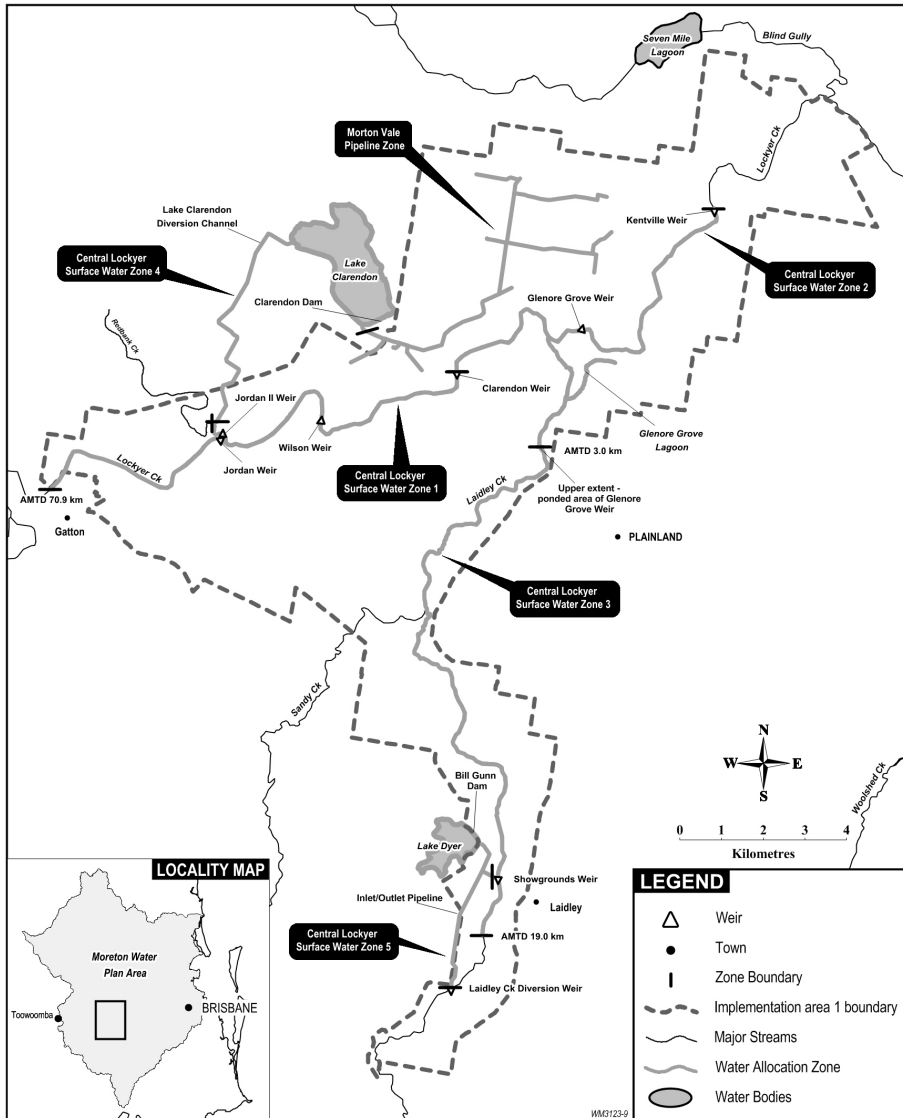 Seven Mile
Lagoon
Blind Gully
Morton Vale
Pipeline Zone
Lockyer Ck
Lake Clarendon
Diversion Channel
Kentville Weir
Central Lockyer
Surface Water Zone 4
Lake
Clarendon
Central Lockyer
Surface Water Zone 2
Clarendon Dam
Glenore Grove Weir
Redbank Ck
Clarendon Weir
Jordan II Weir
Glenore Grove
Lagoon
Wilson Weir
Jordan Weir
AMTD 3.0 km
Lockyer Ck
Central Lockyer
Surface Water Zone 1
Upper extent -
ponded area of Glenore
Grove Weir
Laidley Ck
AMTD 70.9 km
Gatton
PLAINLAND
Central Lockyer
Surface Water Zone 3
Sandy Ck
N
W
E
S
Bill Gunn
Dam
Woolshed Ck
0 1 2 3 4
Kilometres
Lake Dyer
LOCALITY MAP
Showgrounds Weir
LEGEND
Inlet/Outlet Pipeline
Laidley
Weir
Central Lockyer
Surface Water Zone 5
AMTD 19.0 km
Town
Moreton Water
Plan Area
Zone Boundary
Laidley Ck Diversion Weir
Toowoomba
BRISBANE
Implementation area 1 boundary
Major Streams
Water Allocation Zone
Water Bodies
WM3123-9